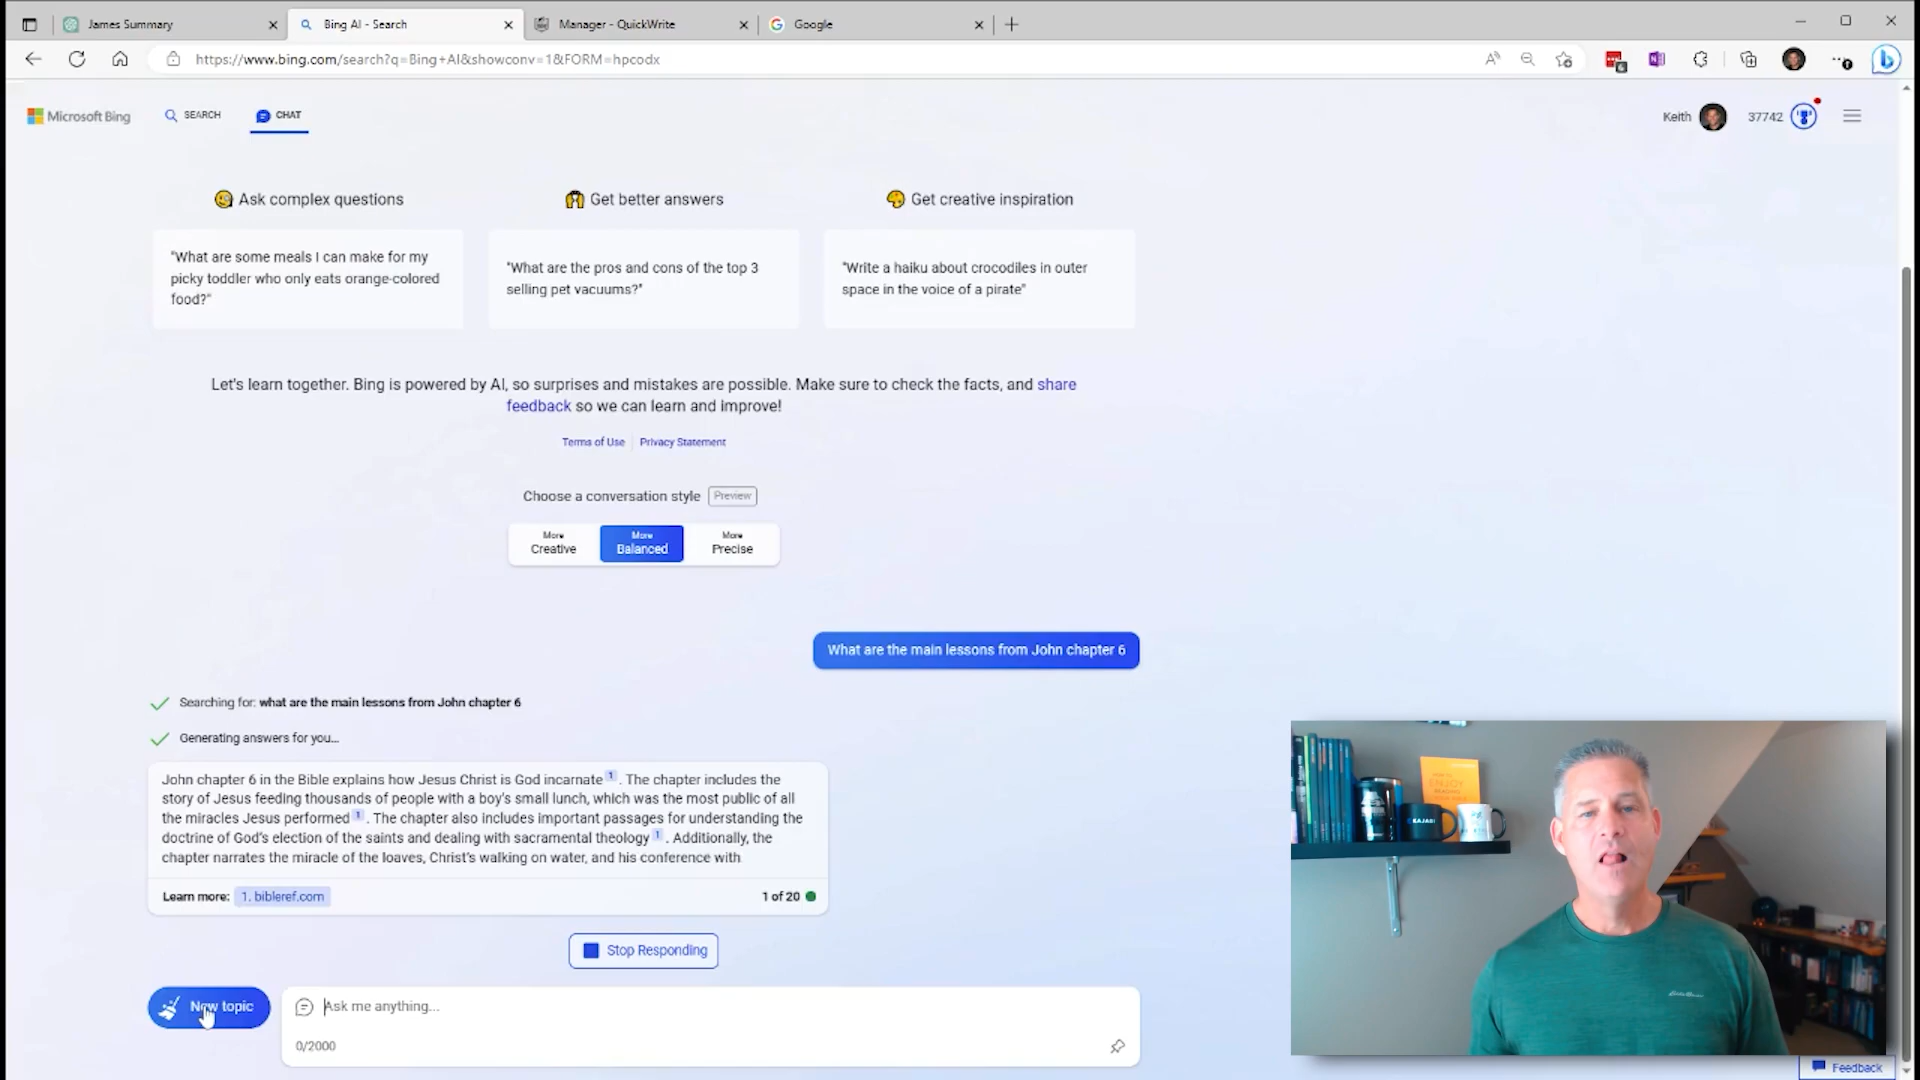 James Summary
Bing AI - Search
Manager - QuickWrite
Google
https://www.bing.com/search?q=Bing+AI&showconv=1&FORM=hpcodx
Microsoft Bing
SEARCH
CHAT
Keith
37742
Ask complex questions
Get better answers
Get creative inspiration
"What are some meals I can make for my
picky toddler who only eats orange-colored
food?"
"What are the pros and cons of the top 3
selling pet vacuums?"
"Write a haiku about crocodiles in outer
space in the voice of a pirate"
Let's learn together. Bing is powered by AI, so surprises and mistakes are possible. Make sure to check the facts, and share
feedback so we can learn and improve!
Terms of Use
Privacy Statement
Choose a conversation style
Preview
More
Creative
More
Balanced
More
Precise
What are the main lessons from John chapter 6
Searching for: what are the main lessons from John chapter 6
Generating answers for you...
John chapter 6 in the Bible explains how Jesus Christ is God incarnate 1 . The chapter includes the
story of Jesus feeding thousands of people with a boy's small lunch, which was the most public of all
the miracles Jesus performed 1 . The chapter also includes important passages for understanding the
doctrine of God's election of the saints and dealing with sacramental theology 1 . Additionally, the
chapter narrates the miracle of the loaves, Christ's walking on water, and his conference with
Learn more:
1. bibleref.com
1 of 20
Stop Responding
New topic
Ask me anything...
0/2000
ENJOY
KAJABI
Feedback